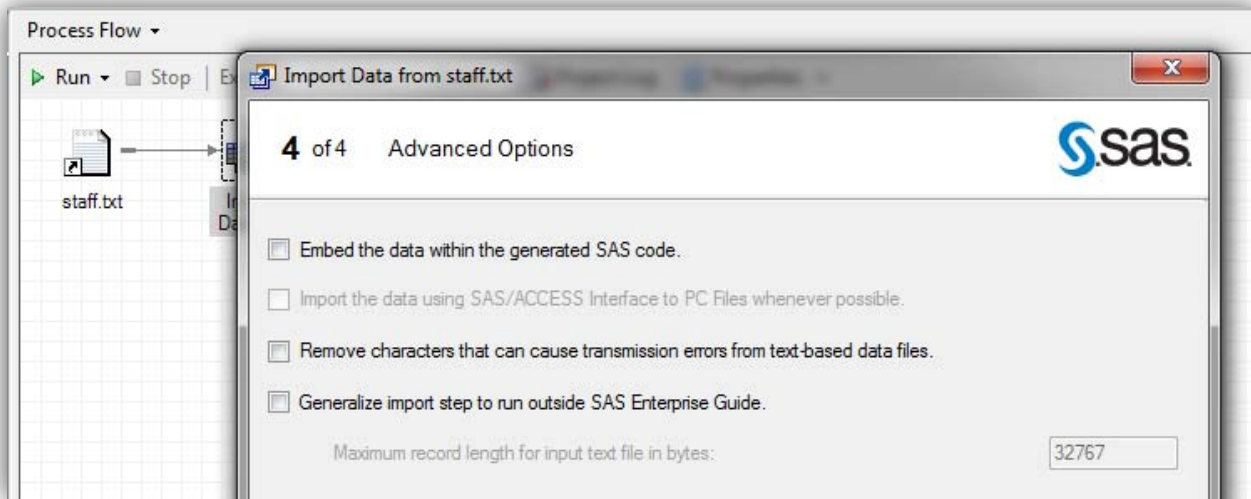 Process Flow
Run Stop
Import Data from staff.txt
X
4 of 4 Advanced Options
sas
staff.txt
Embed the data within the generated SAS code.
Import the data using SAS/ACCESS Interface to PC Files whenever possible.
Remove characters that can cause transmission errors from text-based data files.
Generalize import step to run outside SAS Enterprise Guide.
Maximum record length for input text file in bytes: 32767